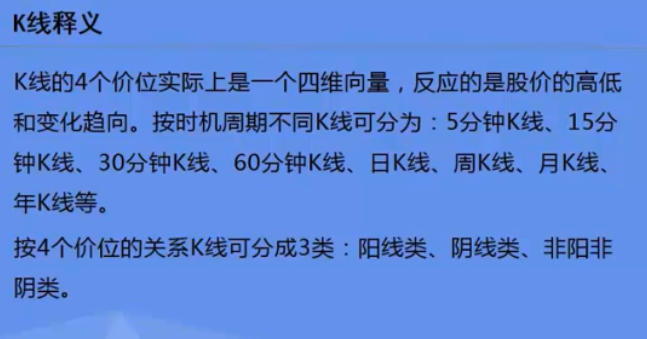 K线释义
K线的4个价位实际上是一个四维向量，反应的是股价的高低
和变化趋向。按时机周期不同K线可分为：5分钟K线、15分
钟K线、30分钟K线、60分钟K线、日K线、周K线、月K线、
年K线等。
按4个价位的关系K线可分成3类：阳线类、阴线类、非阳非
阴类。